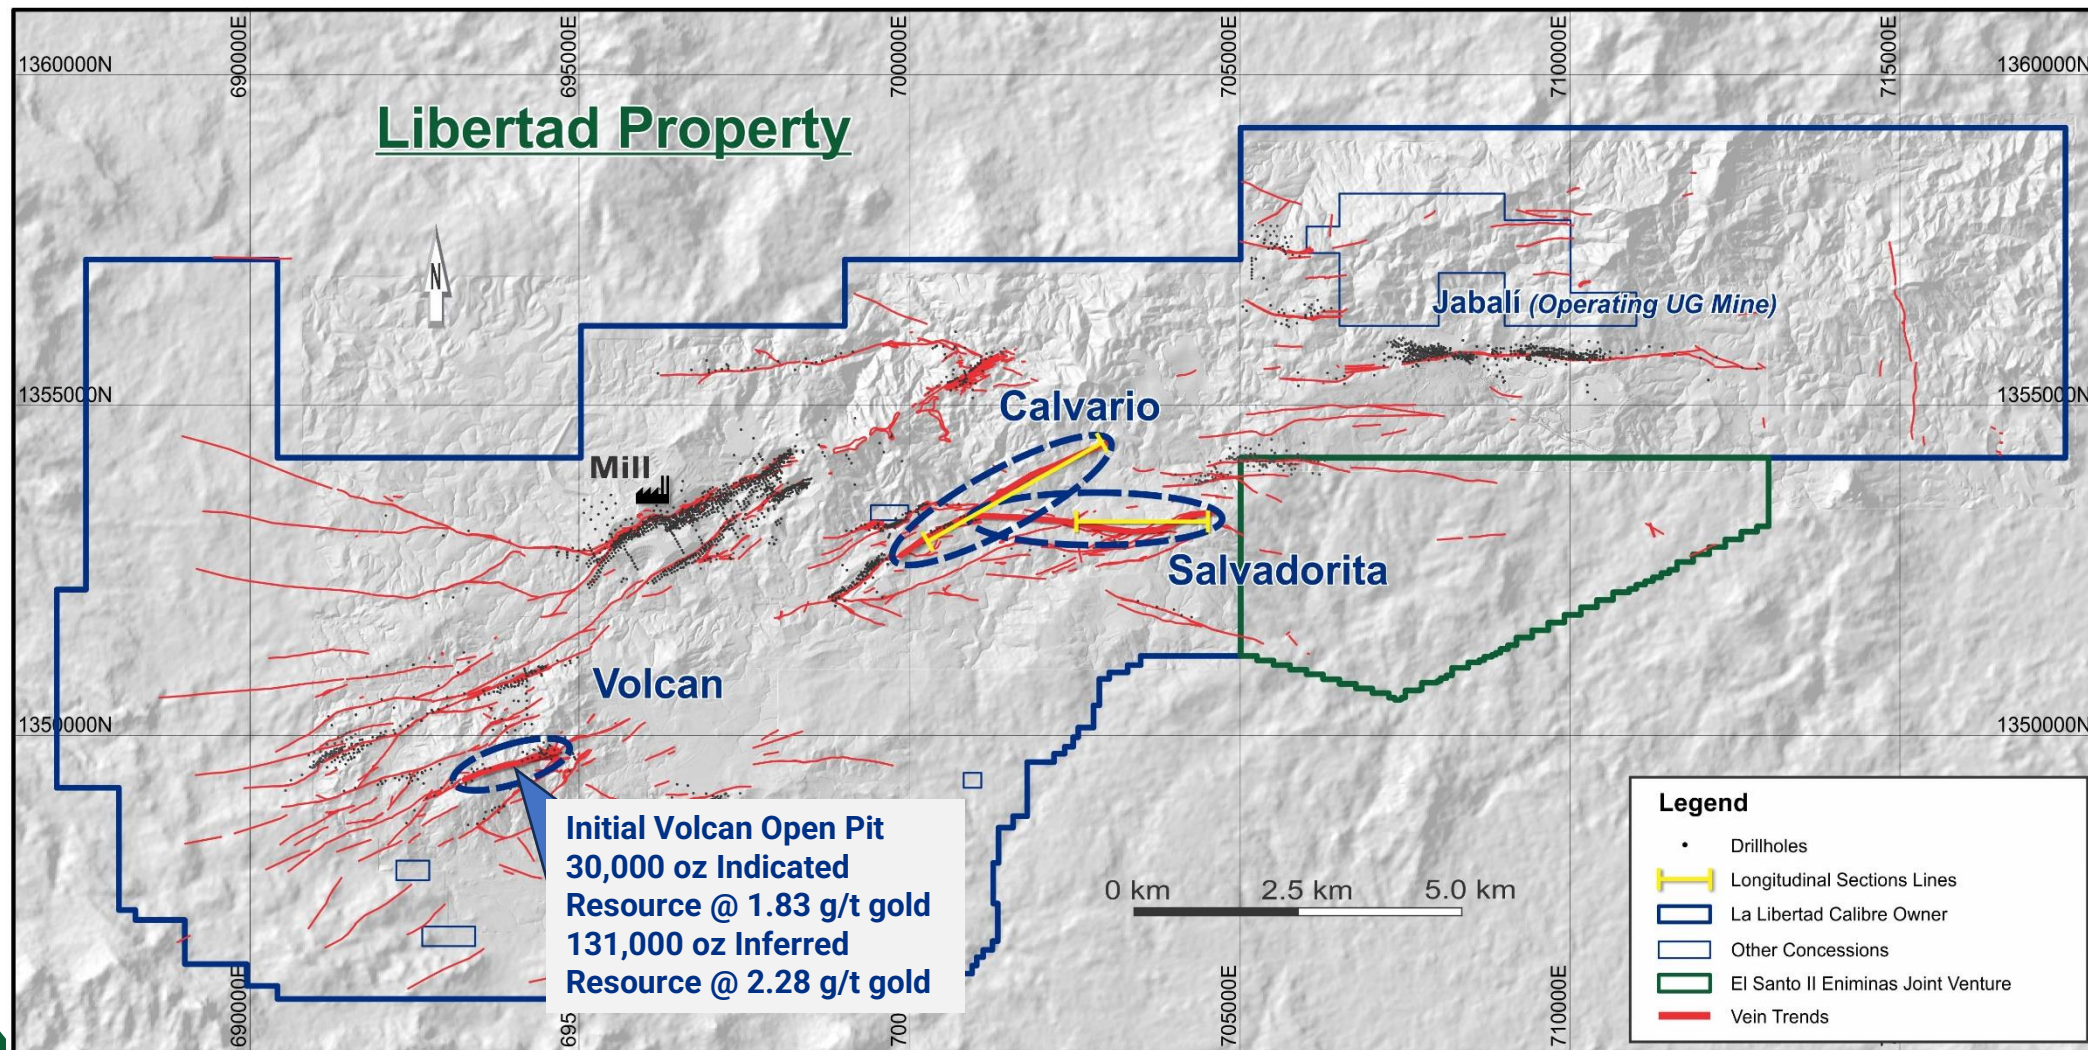 690000E
695000E
700000E
705000E
710000E
715000E
1360000N
1360000N
Libertad Property
N
Jabalí (Operating UG Mine)
1355000N
1355000N
Calvario
Mill
Salvadorita
Volcan
1350000N
1350000N
Initial Volcan Open Pit
30,000 oz Indicated
Resource @ 1.83 g/t gold
131,000 oz Inferred
Resource @ 2.28 g/t gold
0 km 2.5 km 5.0 km
Legend
Drillholes
Longitudinal Sections Lines
La Libertad Calibre Owner
Other Concessions
El Santo II Eniminas Joint Venture
Vein Trends
690000E
695
700
705000E
710000E